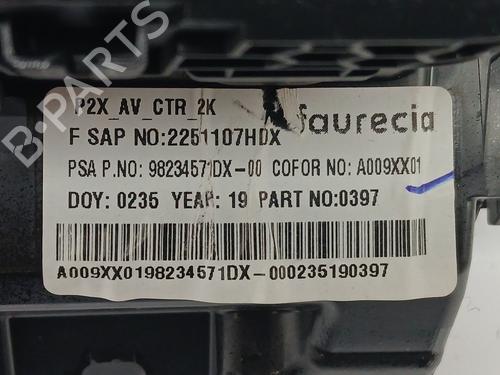 B-PARTS
P2X_AV_CTR_2K
faurecia
F SAP NO:2251107HDX
PSA P.NO: 98234571DX-00 COFOR NO: A009XX01
DOY: 0235 YEAR: 19 PART NO:0397
A009XX0198234571DX-000235190397